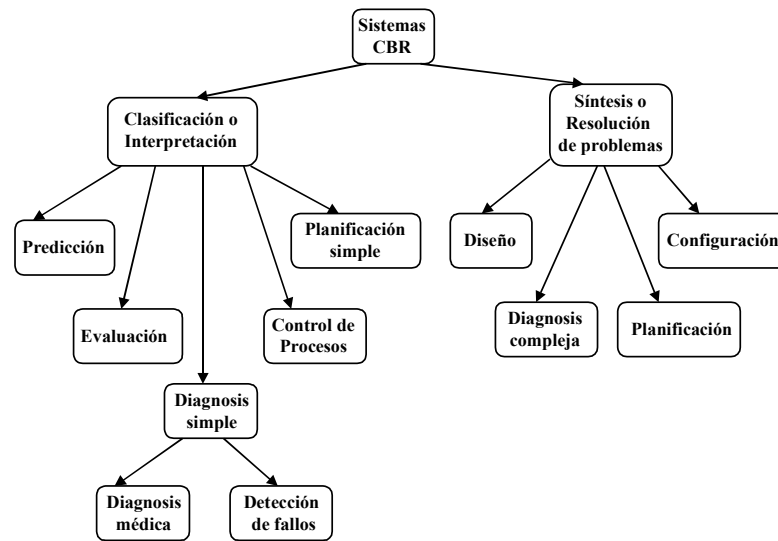 Sistemas
CBR
Clasificación o
Interpretación
Síntesis o
Resolución
de problemas
Predicción
Planificación
simple
Diseño
Configuración
Evaluación
Control de
Procesos
Diagnosis
compleja
Planificación
Diagnosis
simple
Diagnosis
médica
Detección
de fallos